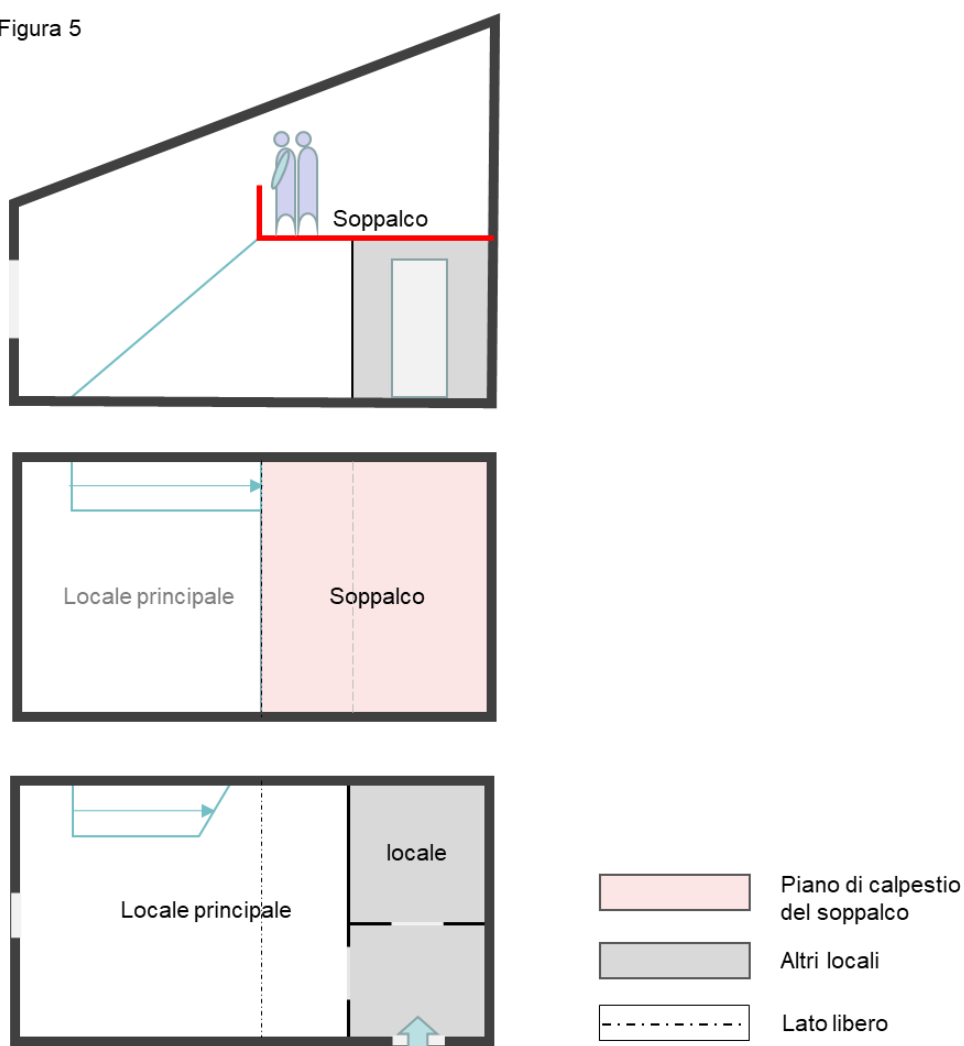 Figura 5
Soppalco
Locale principale
Soppalco
locale
Locale principale
Piano di calpestio
del soppalco
Altri locali
Lato libero